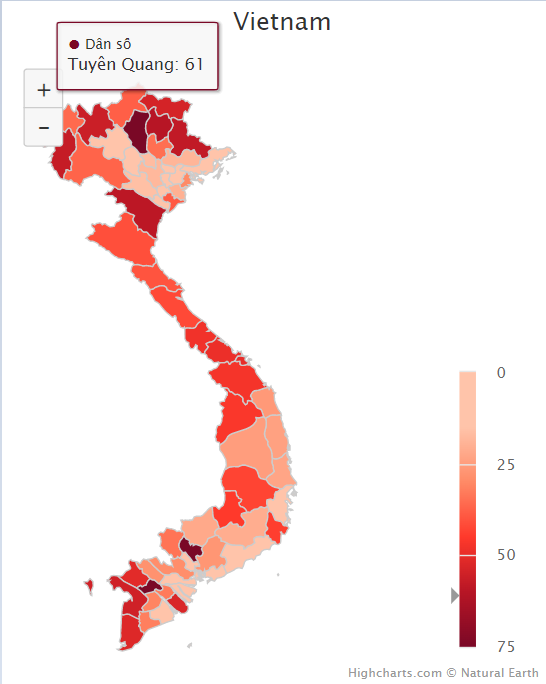 Vietnam
● Dân số
Tuyên Quang: 61
+
–
0
25
50
75
Highcharts.com © Natural Earth